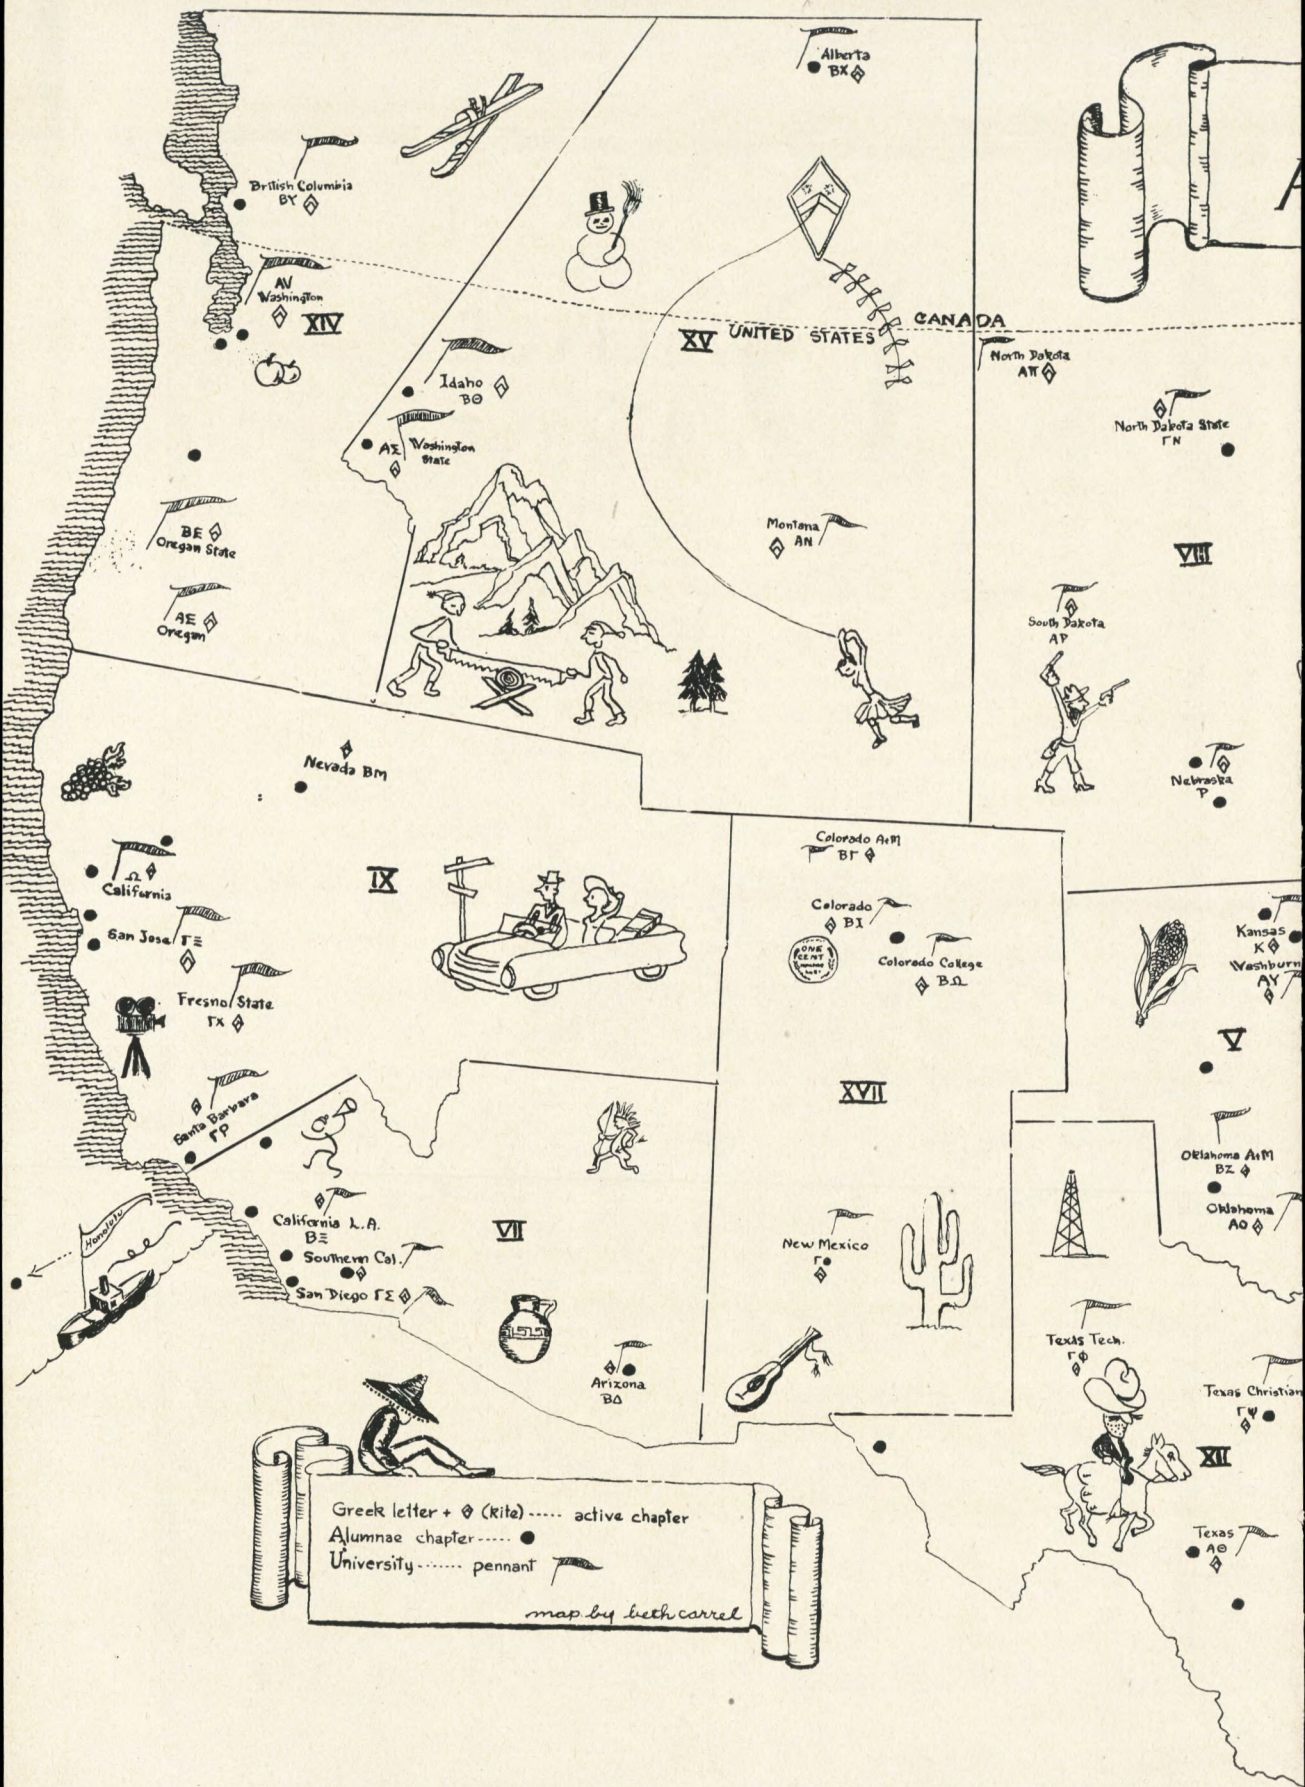 Alberta
BX
A
British Columbia
BY
AV
Washington
XIV
CANADA
XV UNITED STATES
North Dakota
Aπ
Idaho
BΘ
North Dakota State
ΓN
AΣ Washington
State
Montana
AN
BE
Oregan State
VIII
AΞ
Oregan
South Dakota
AP
Nevada BM
Nebraska
P
Colorado A+M
BΓ
Ω
California
IX
Colorado
BI
Kansas
K
San Jose ΓΞ
ONE
CENT
Colorado College
BΩ
Washburn
AY
Fresno State
ΓX
V
XVII
Santa Barbara
ΓP
Oklahoma A+M
BZ
Oklahoma
AO
Honolulu
California L.A.
BΞ
VII
New Mexico
Γ
Southern Cal.
San Diego ΓΣ
Texas Tech.
ΓΦ
Arizona
BΔ
Texas Christian
ΓΨ
XII
Greek letter + (kite) ----- active chapter
Alumnae chapter -----
University ------- pennant
Texas
AΘ
map by beth carrel